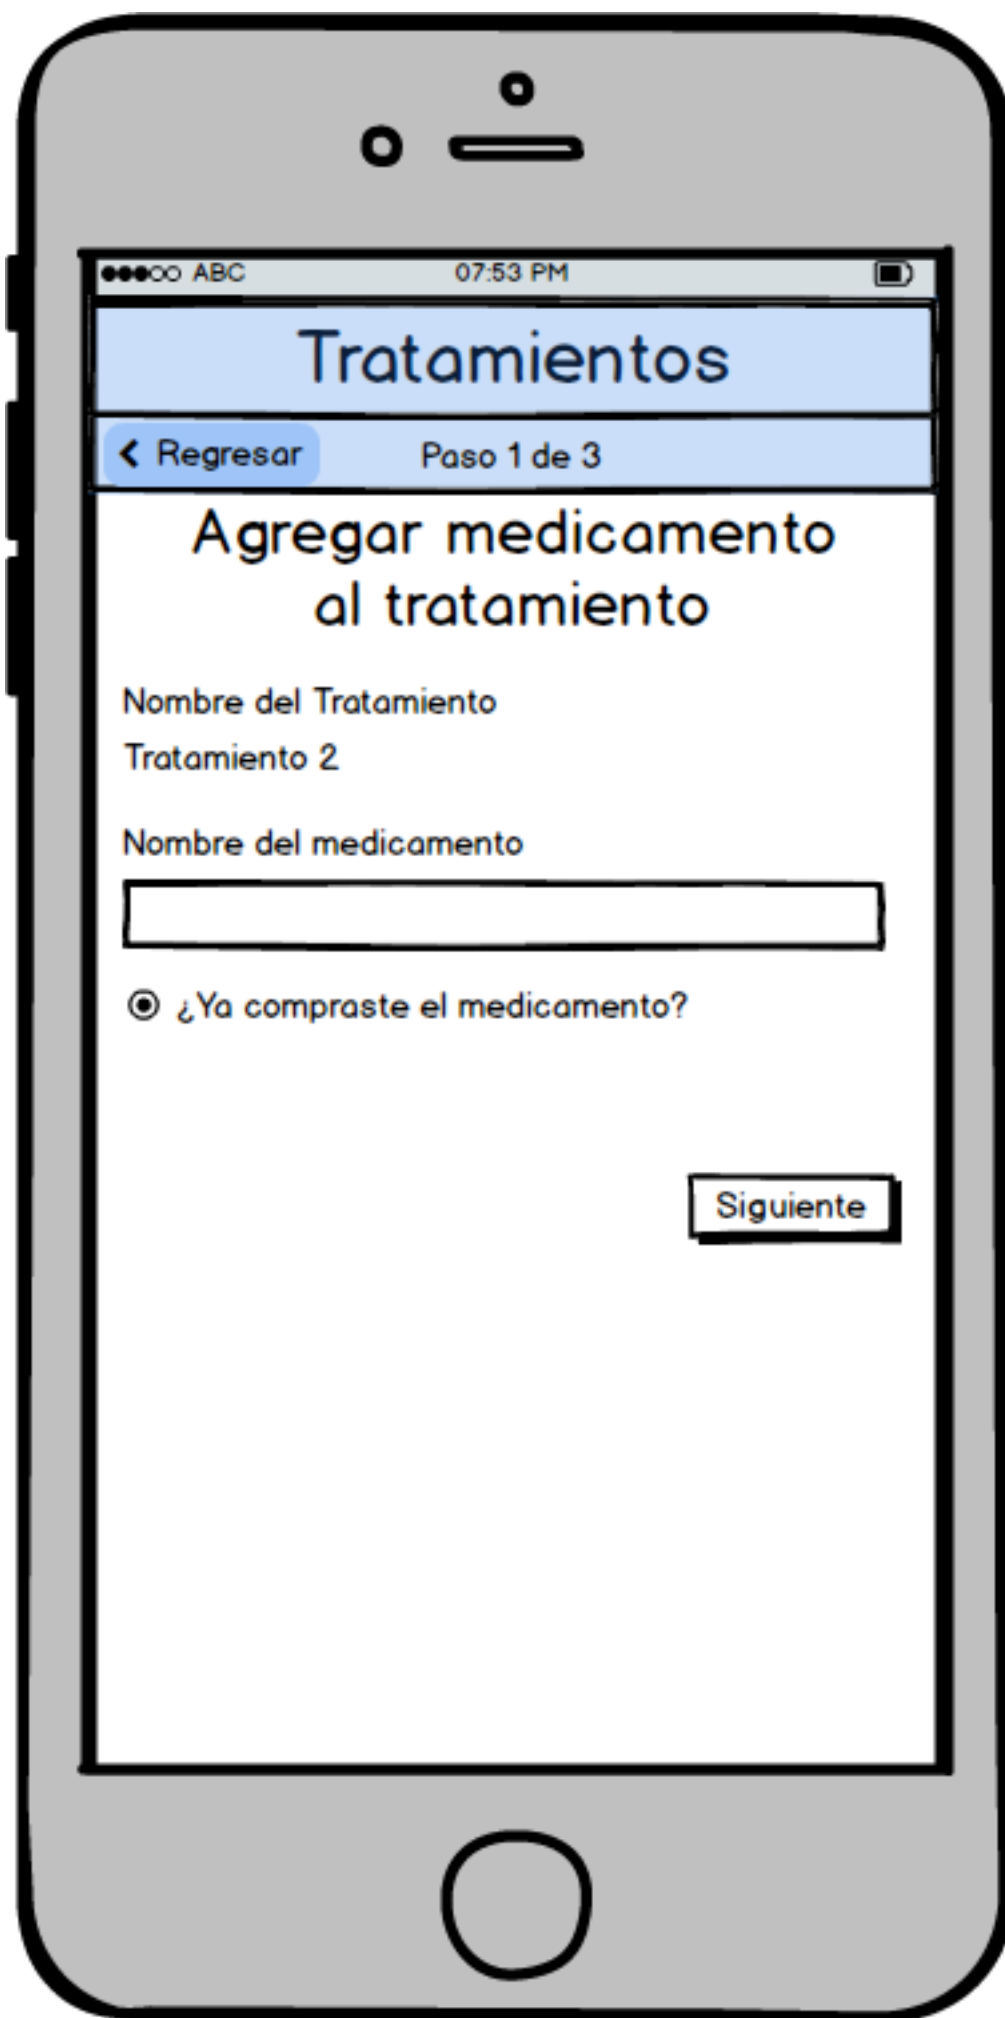 ABC 07:53 PM
Tratamientos
Regresar Paso 1 de 3
Agregar medicamento
al tratamiento
Nombre del Tratamiento
Tratamiento 2
Nombre del medicamento
¿Ya compraste el medicamento?
Siguiente